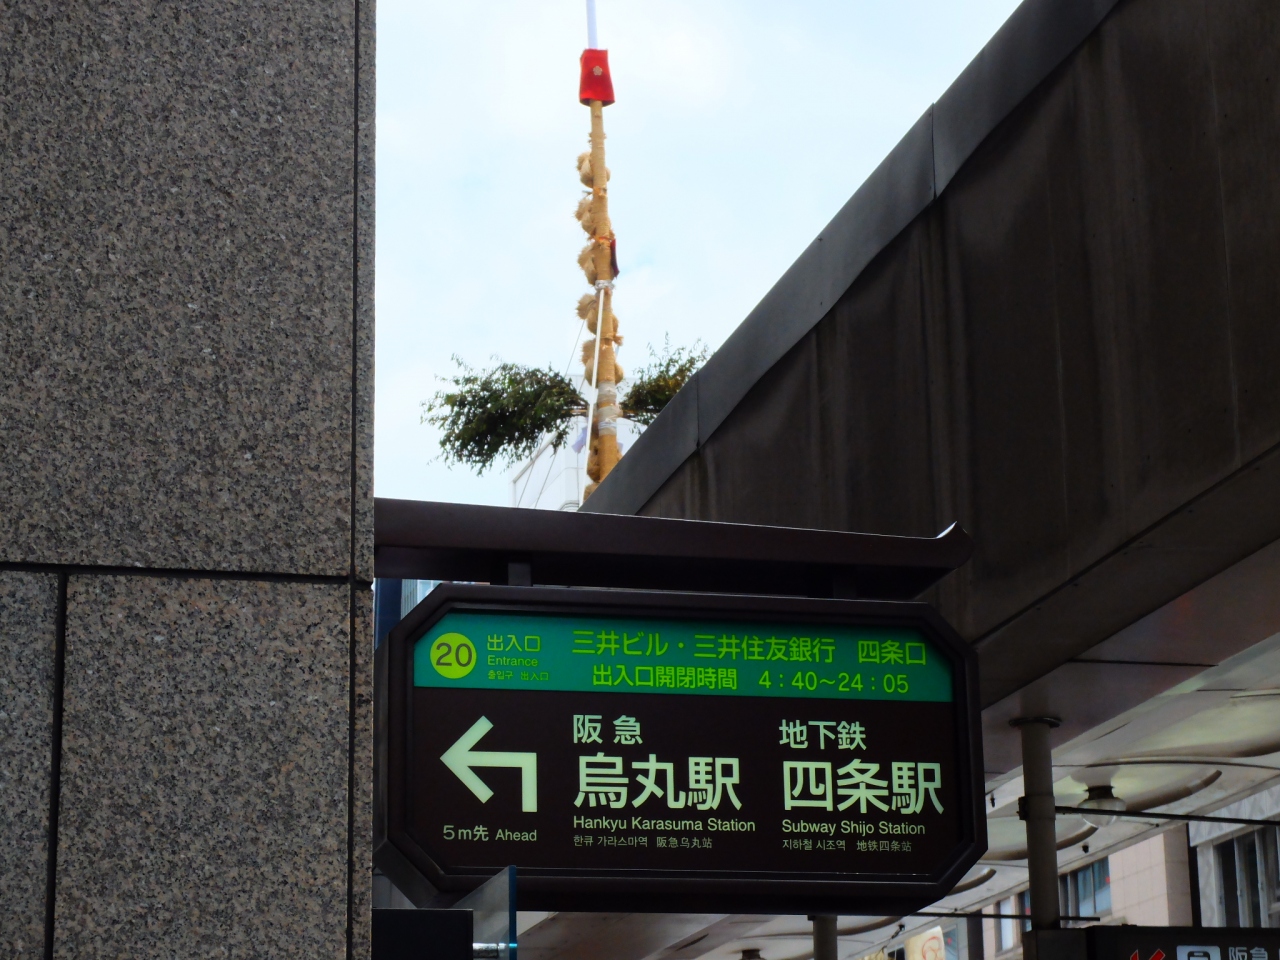 20
出入口
Entrance
출입구 出入口
三井ビル・三井住友銀行 四条口
出入口開閉時間 4:40~24:05
5m先 Ahead
阪急
烏丸駅
Hankyu Karasuma Station
한큐 가라스마역 阪急乌丸站
地下鉄
四条駅
Subway Shijo Station
지하철 시조역 地铁四条站
阪急